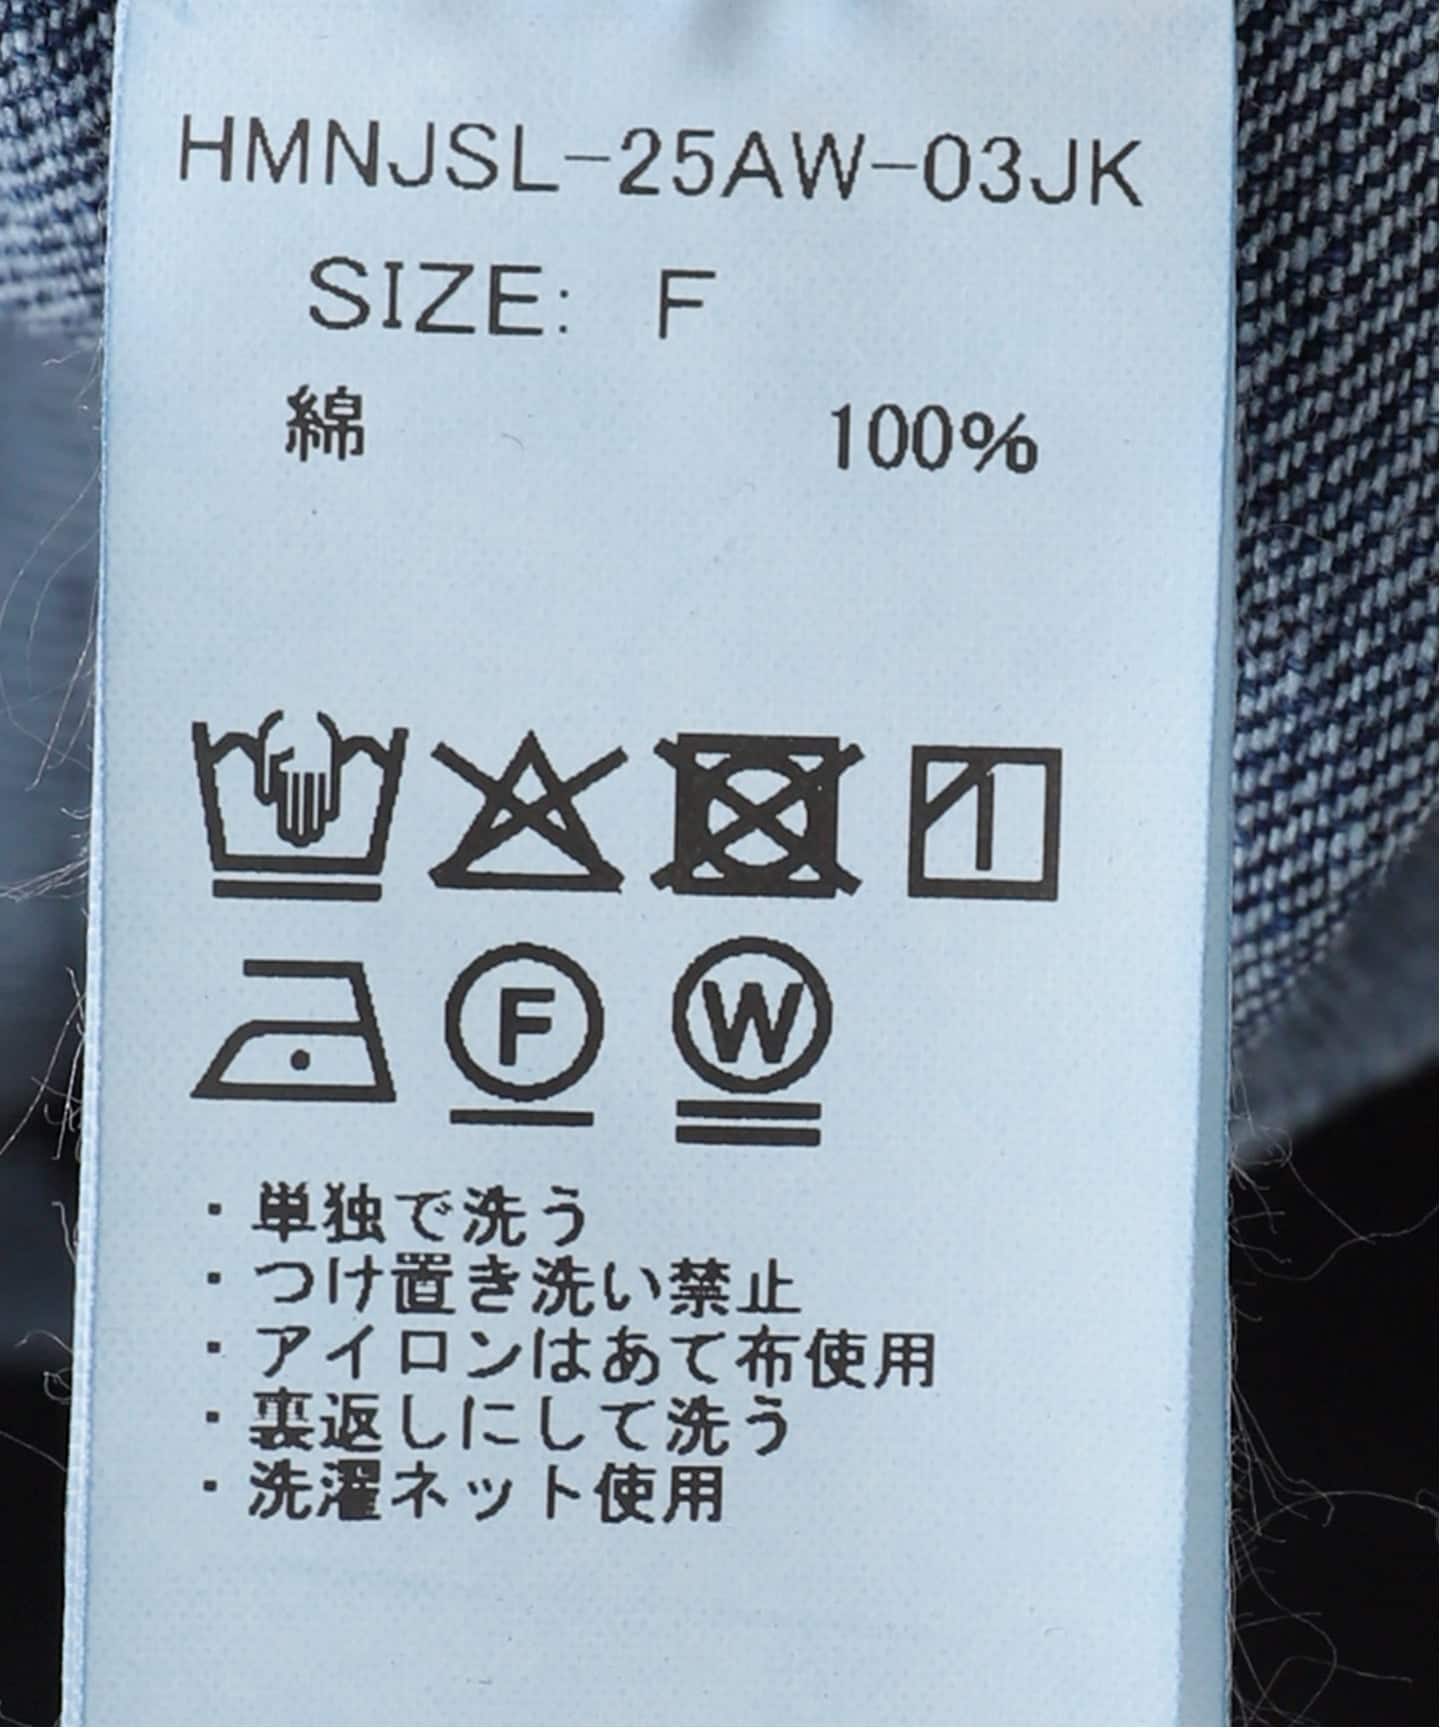 HMNJSL-25AW-03JK
SIZE: F
綿 100%
F W
・単独で洗う
・つけ置き洗い禁止
・アイロンはあて布使用
・裏返しにして洗う
・洗濯ネット使用